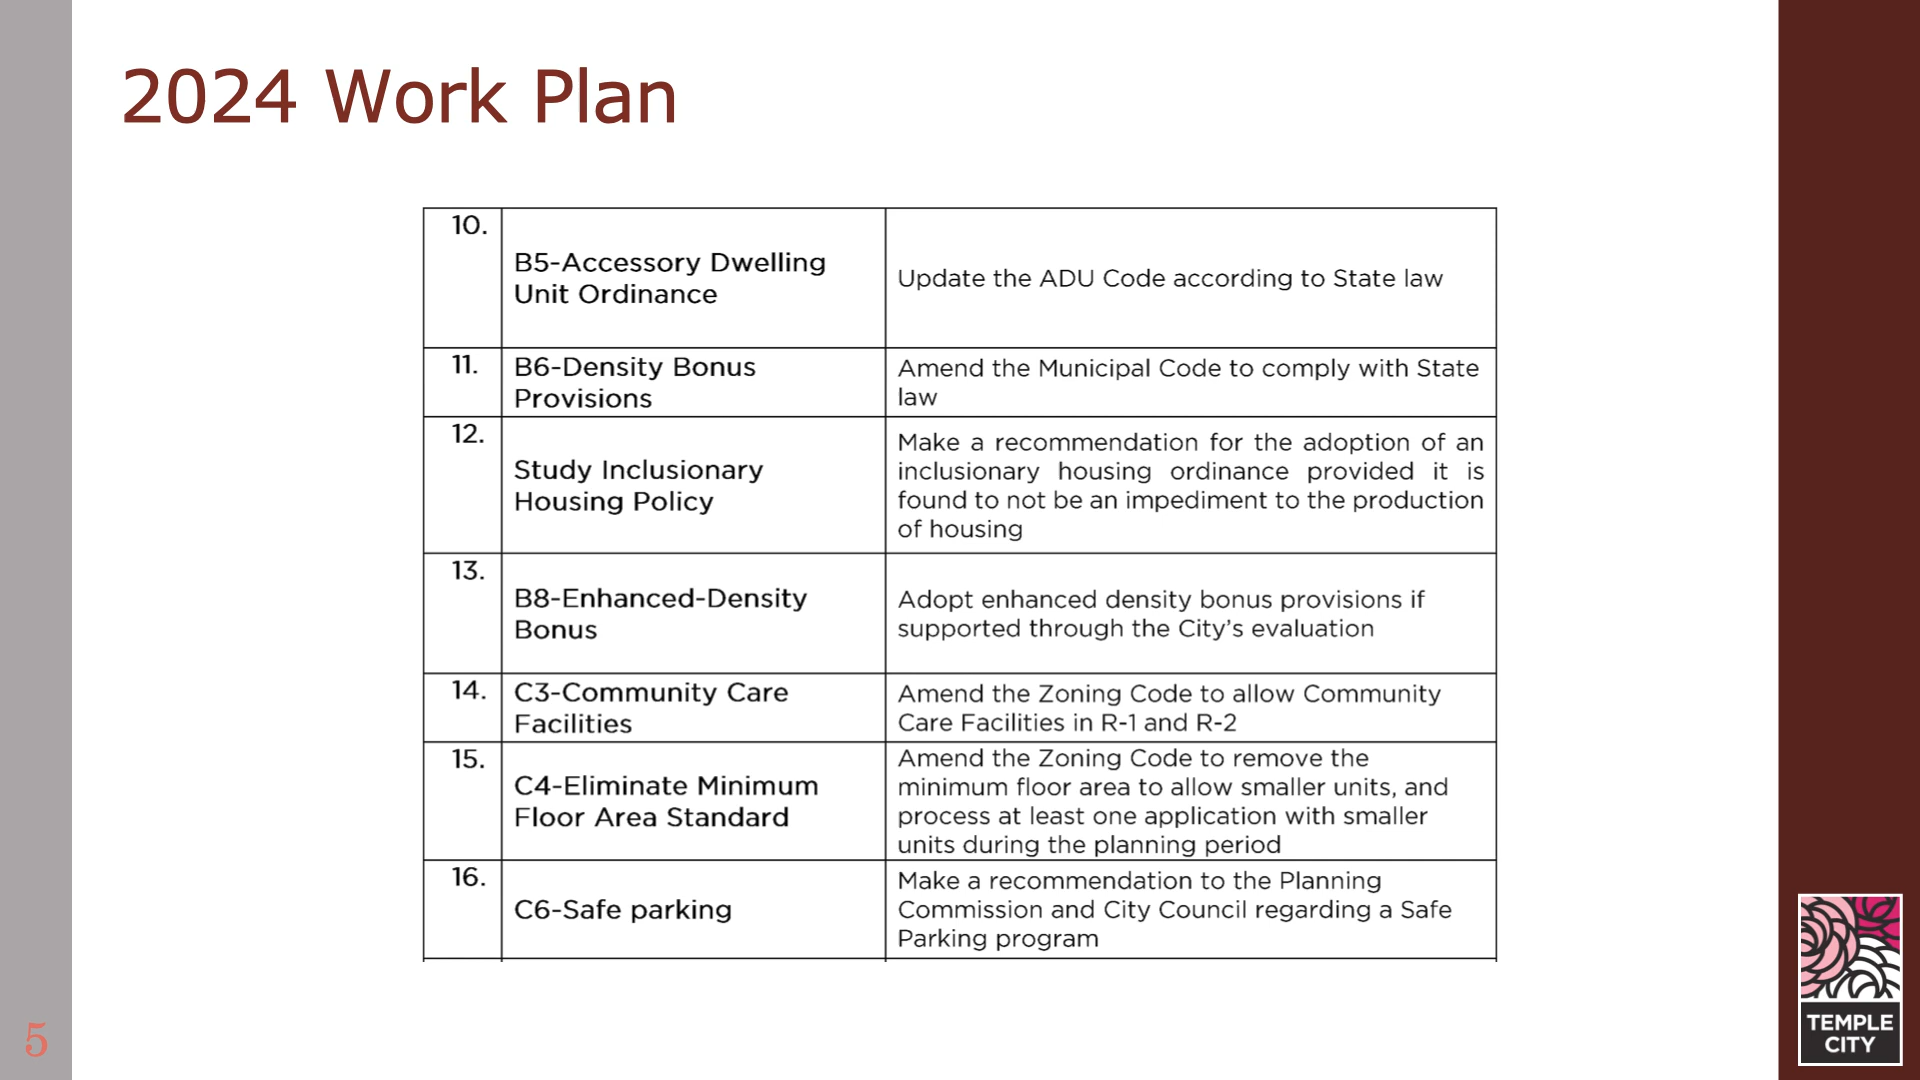 2024 Work Plan
10.
B5-Accessory Dwelling
Unit Ordinance
Update the ADU Code according to State law
11.
B6-Density Bonus
Provisions
Amend the Municipal Code to comply with State
law
12.
Study Inclusionary
Housing Policy
Make a recommendation for the adoption of an
inclusionary housing ordinance provided it is
found to not be an impediment to the production
of housing
13.
B8-Enhanced-Density
Bonus
Adopt enhanced density bonus provisions if
supported through the City's evaluation
14.
C3-Community Care
Facilities
Amend the Zoning Code to allow Community
Care Facilities in R-1 and R-2
15.
C4-Eliminate Minimum
Floor Area Standard
Amend the Zoning Code to remove the
minimum floor area to allow smaller units, and
process at least one application with smaller
units during the planning period
16.
C6-Safe parking
Make a recommendation to the Planning
Commission and City Council regarding a Safe
Parking program
5
TEMPLE
CITY